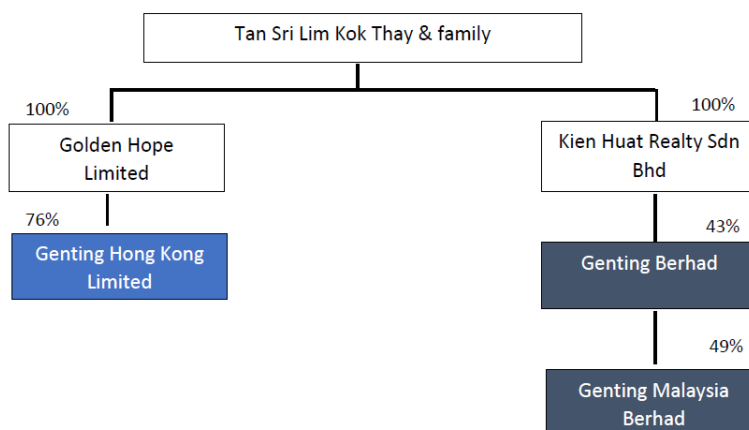 Tan Sri Lim Kok Thay & family
100%
100%
Golden Hope
Limited
Kien Huat Realty Sdn
Bhd
76%
43%
Genting Hong Kong
Limited
Genting Berhad
49%
Genting Malaysia
Berhad